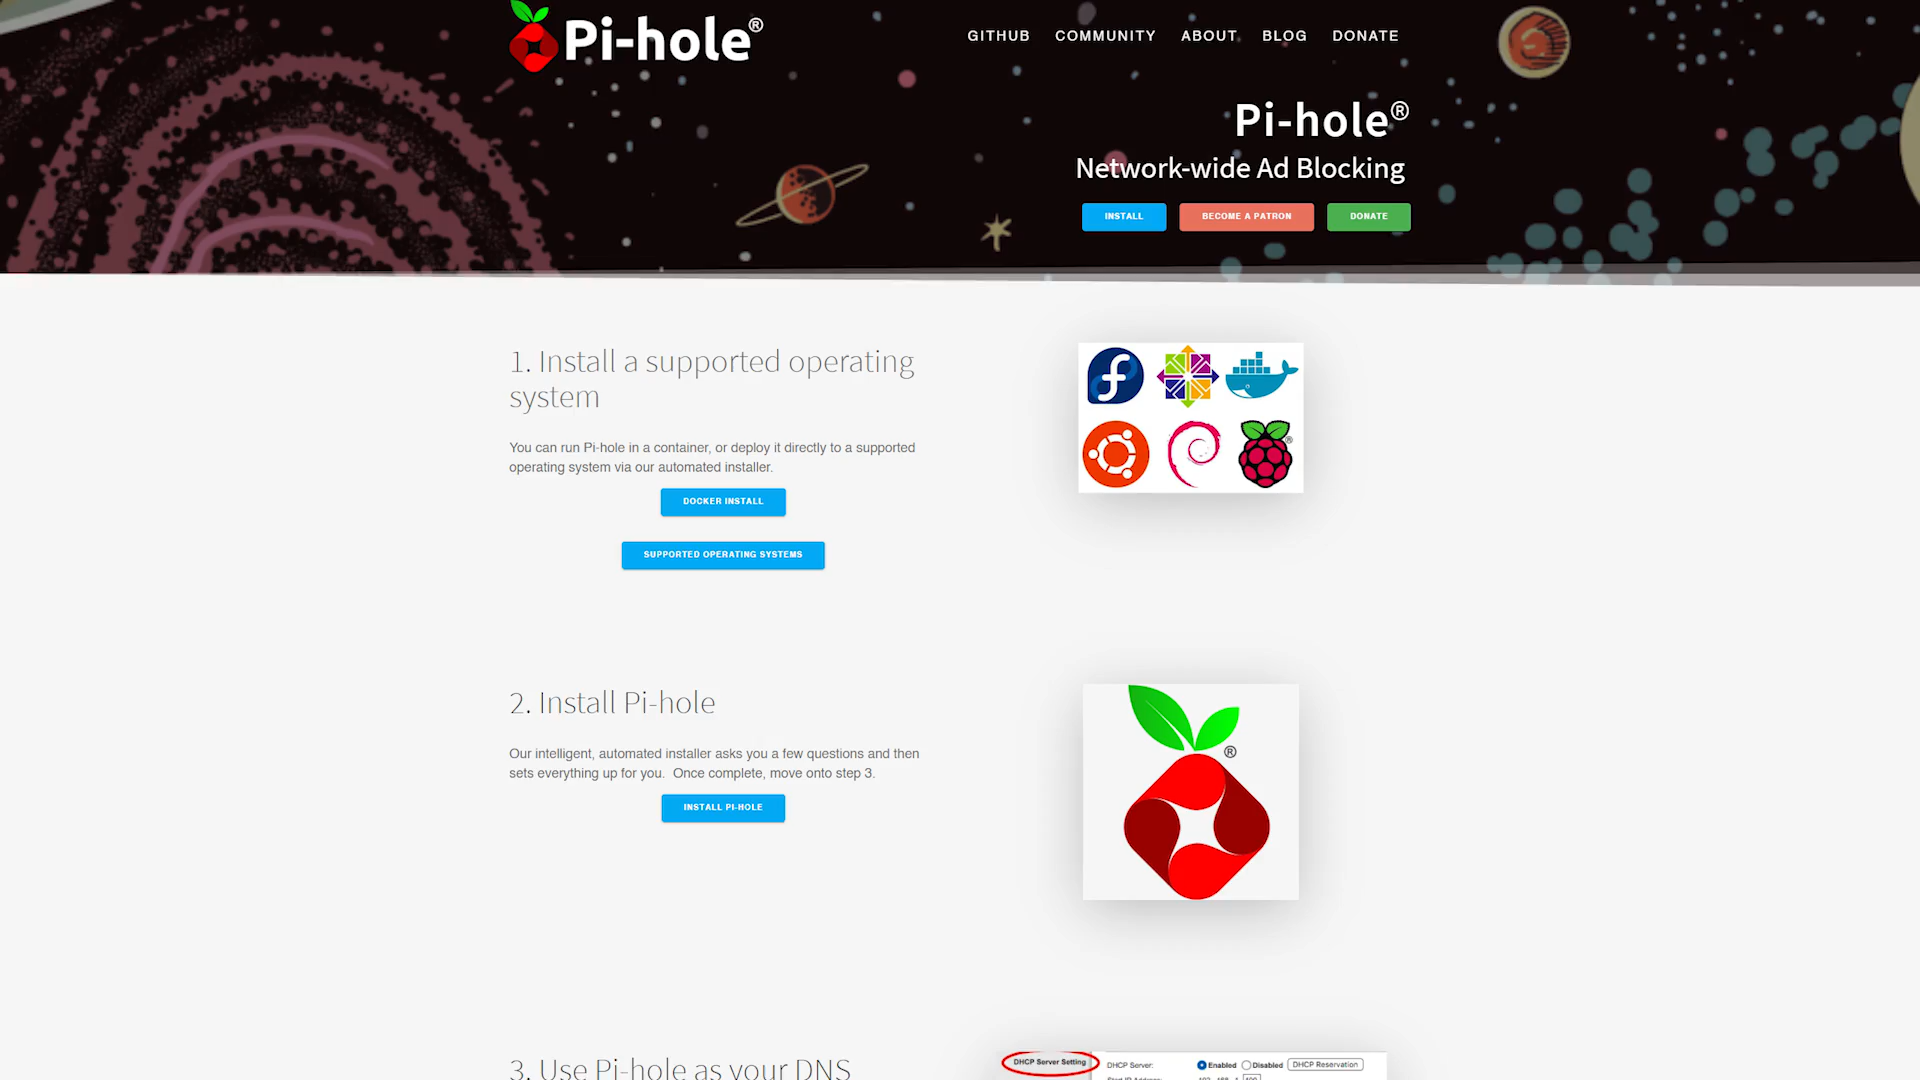 Pi-hole®
GITHUB COMMUNITY ABOUT BLOG DONATE
Pi-hole®
Network-wide Ad Blocking
INSTALL BECOME A PATRON DONATE
1. Install a supported operating
system
You can run Pi-hole in a container, or deploy it directly to a supported
operating system via our automated installer.
DOCKER INSTALL
SUPPORTED OPERATING SYSTEMS
®
2. Install Pi-hole
Our intelligent, automated installer asks you a few questions and then
sets everything up for you. Once complete, move onto step 3.
INSTALL PI-HOLE
®
3. Use Pi-hole as your DNS
DHCP Server Setting
DHCP Server: Enabled Disabled DHCP Reservation